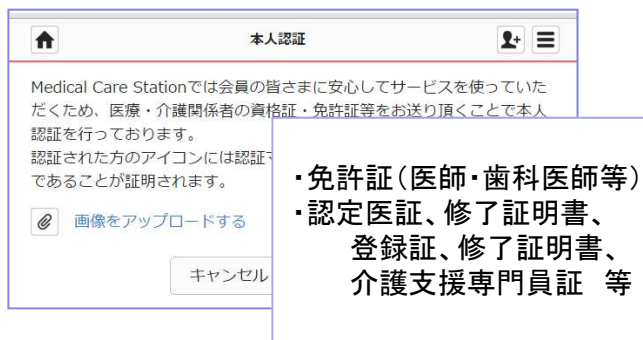 本人認証
Medical Care Stationでは会員の皆さまに安心してサービスを使っていた
だくため、医療・介護関係者の資格証・免許証等をお送り頂くことで本人
認証を行っております。
認証された方のアイコンには認証
であることが証明されます。
画像をアップロードする
キャンセル
・免許証(医師・歯科医師等)
・認定医証、修了証明書、
登録証、修了証明書、
介護支援専門員証 等